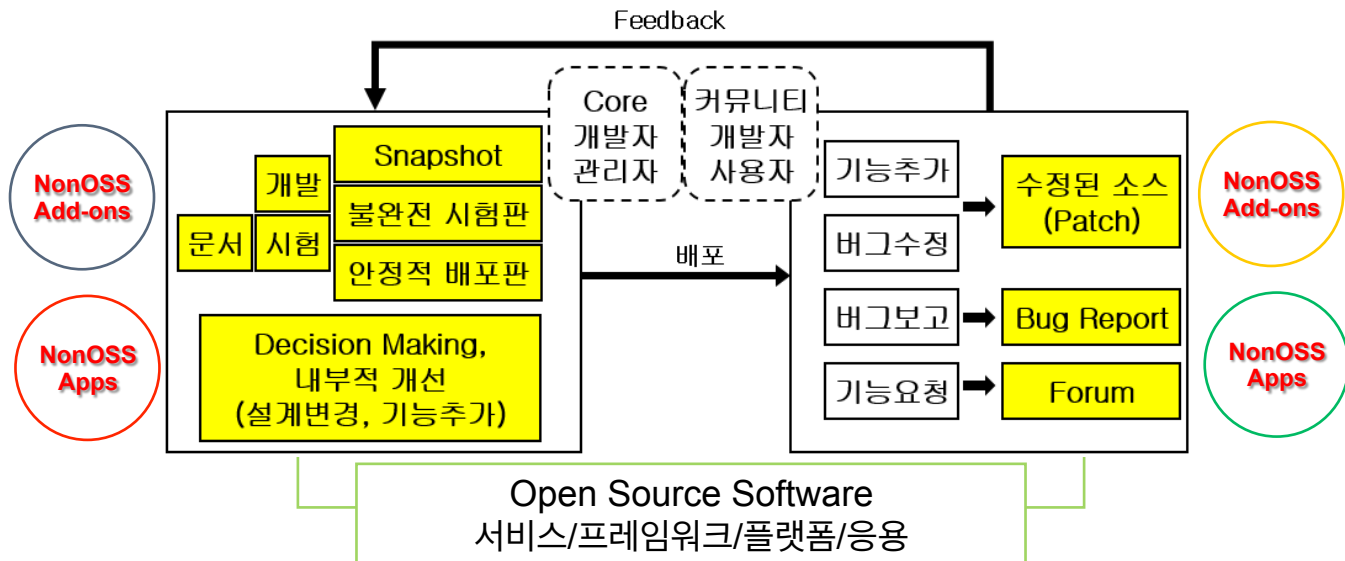 Feedback
Core
개발자
관리자
커뮤니티
개발자
사용자
NonOSS
Add-ons
NonOSS
Apps
문서
개발
시험
Snapshot
불완전 시험판
안정적 배포판
Decision Making,
내부적 개선
(설계변경, 기능추가)
배포
기능추가
버그수정
버그보고
기능요청
수정된 소스
(Patch)
Bug Report
Forum
NonOSS
Add-ons
NonOSS
Apps
Open Source Software
서비스/프레임워크/플랫폼/응용